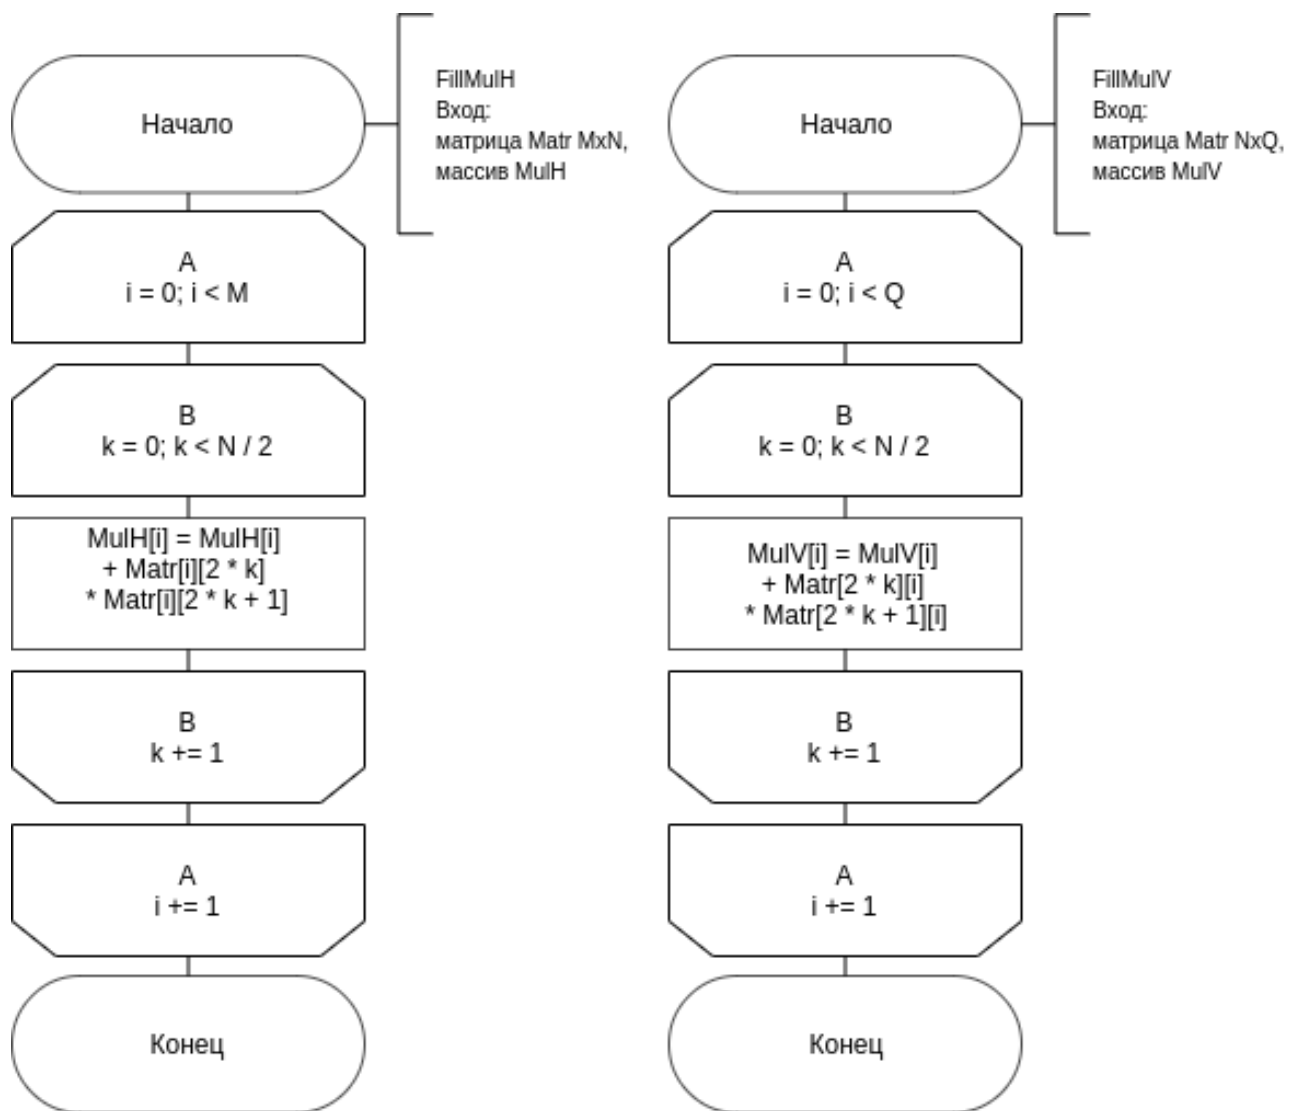 Начало
FillMulH
Вход:
матрица Matr MxN,
массив MulH
A
i = 0; i < M
B
k = 0; k < N / 2
MulH[i] = MulH[i]
+ Matr[i][2 * k]
* Matr[i][2 * k + 1]
B
k += 1
A
i += 1
Конец
Начало
FillMulV
Вход:
матрица Matr NxQ,
массив MulV
A
i = 0; i < Q
B
k = 0; k < N / 2
MulV[i] = MulV[i]
+ Matr[2 * k][i]
* Matr[2 * k + 1][i]
B
k += 1
A
i += 1
Конец